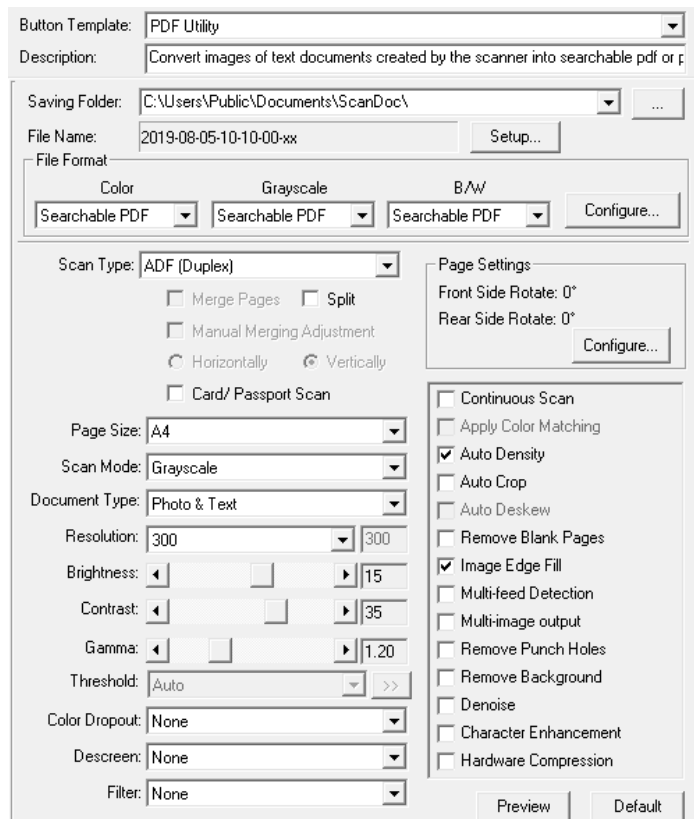 Button Template: PDF Utility
Description: Convert images of text documents created by the scanner into searchable pdf or
Saving Folder: C:\Users\Public\Documents\ScanDoc\ ...
File Name: 2019-08-05-10-10-00-xx Setup...
File Format
Color Grayscale B/W
Searchable PDF Searchable PDF Searchable PDF Configure...
Scan Type: ADF (Duplex)
Merge Pages Split
Manual Merging Adjustment
Horizontally Vertically
Card/ Passport Scan
Page Size: A4
Scan Mode: Grayscale
Document Type: Photo & Text
Resolution: 300 300
Brightness: 15
Contrast: 35
Gamma: 1.20
Threshold: Auto >>
Color Dropout: None
Descreen: None
Filter: None
Page Settings
Front Side Rotate: 0°
Rear Side Rotate: 0°
Configure...
Continuous Scan
Apply Color Matching
Auto Density
Auto Crop
Auto Deskew
Remove Blank Pages
Image Edge Fill
Multi-feed Detection
Multi-image output
Remove Punch Holes
Remove Background
Denoise
Character Enhancement
Hardware Compression
Preview Default